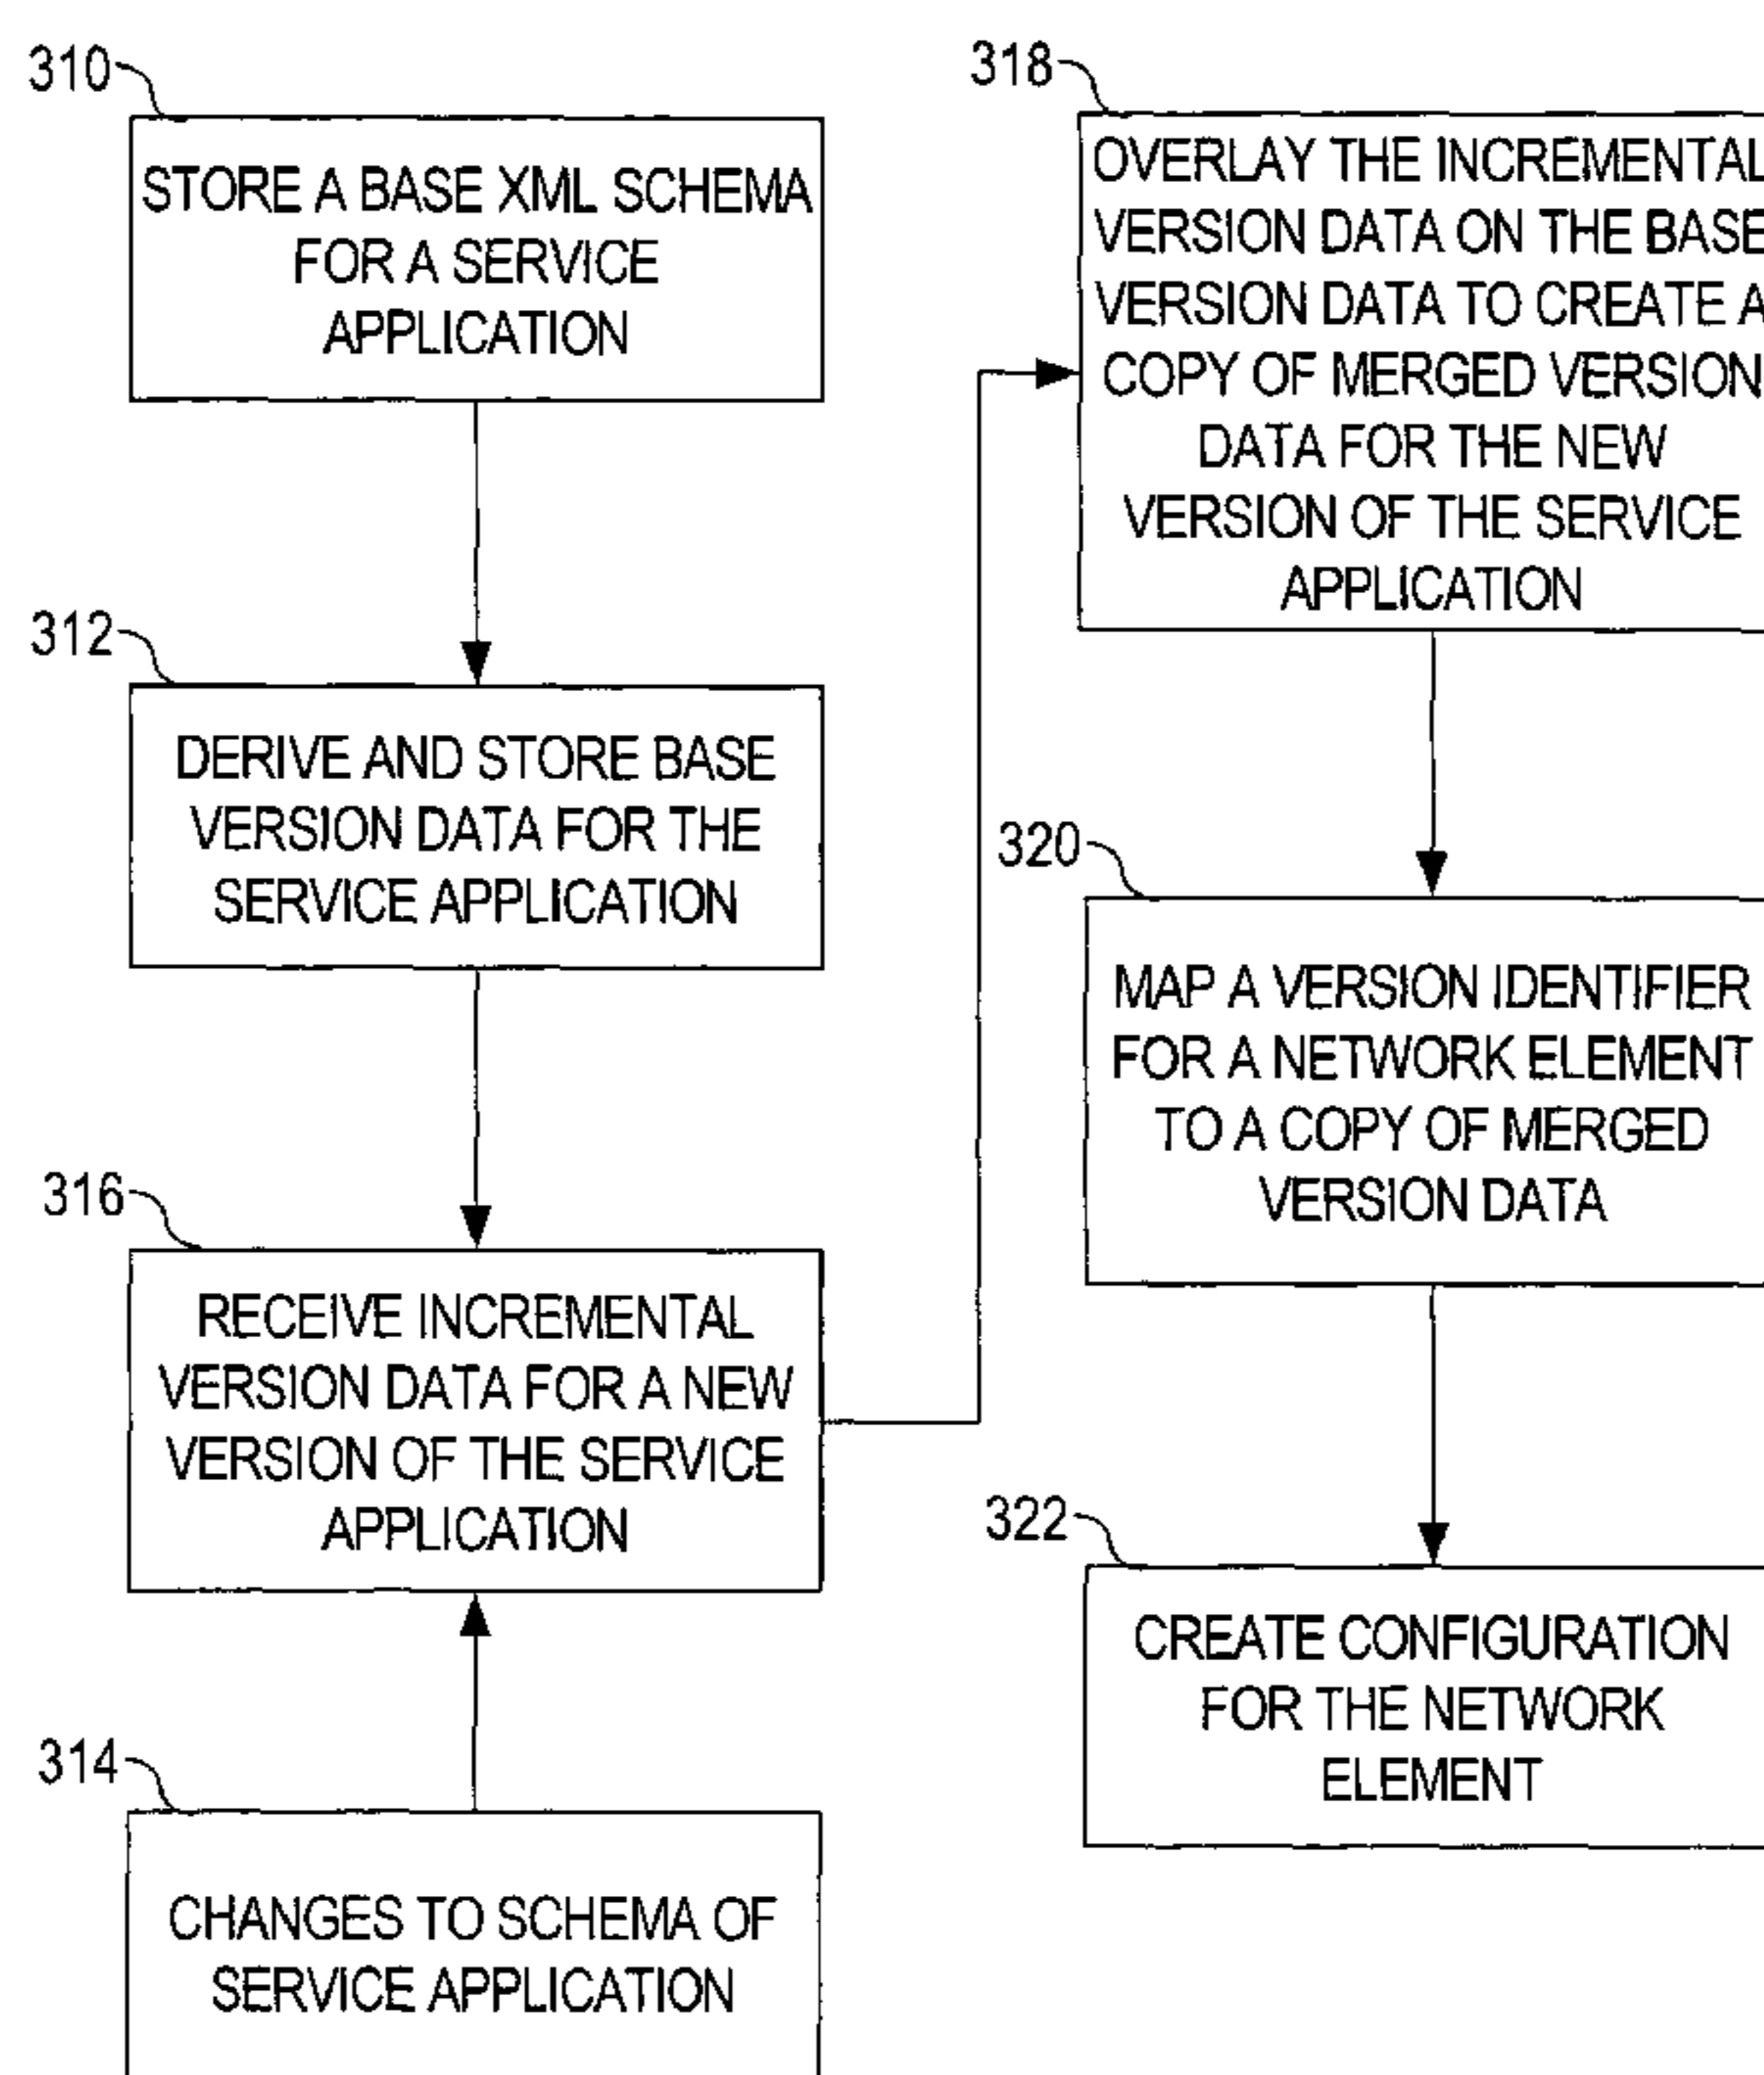 310
STORE A BASE XML SCHEMA
FOR A SERVICE
APPLICATION
312
DERIVE AND STORE BASE
VERSION DATA FOR THE
SERVICE APPLICATION
316
RECEIVE INCREMENTAL
VERSION DATA FOR A NEW
VERSION OF THE SERVICE
APPLICATION
314
CHANGES TO SCHEMA OF
SERVICE APPLICATION
318
OVERLAY THE INCREMENTAL
VERSION DATA ON THE BASE
VERSION DATA TO CREATE A
COPY OF MERGED VERSION
DATA FOR THE NEW
VERSION OF THE SERVICE
APPLICATION
320
MAP A VERSION IDENTIFIER
FOR A NETWORK ELEMENT
TO A COPY OF MERGED
VERSION DATA
322
CREATE CONFIGURATION
FOR THE NETWORK
ELEMENT